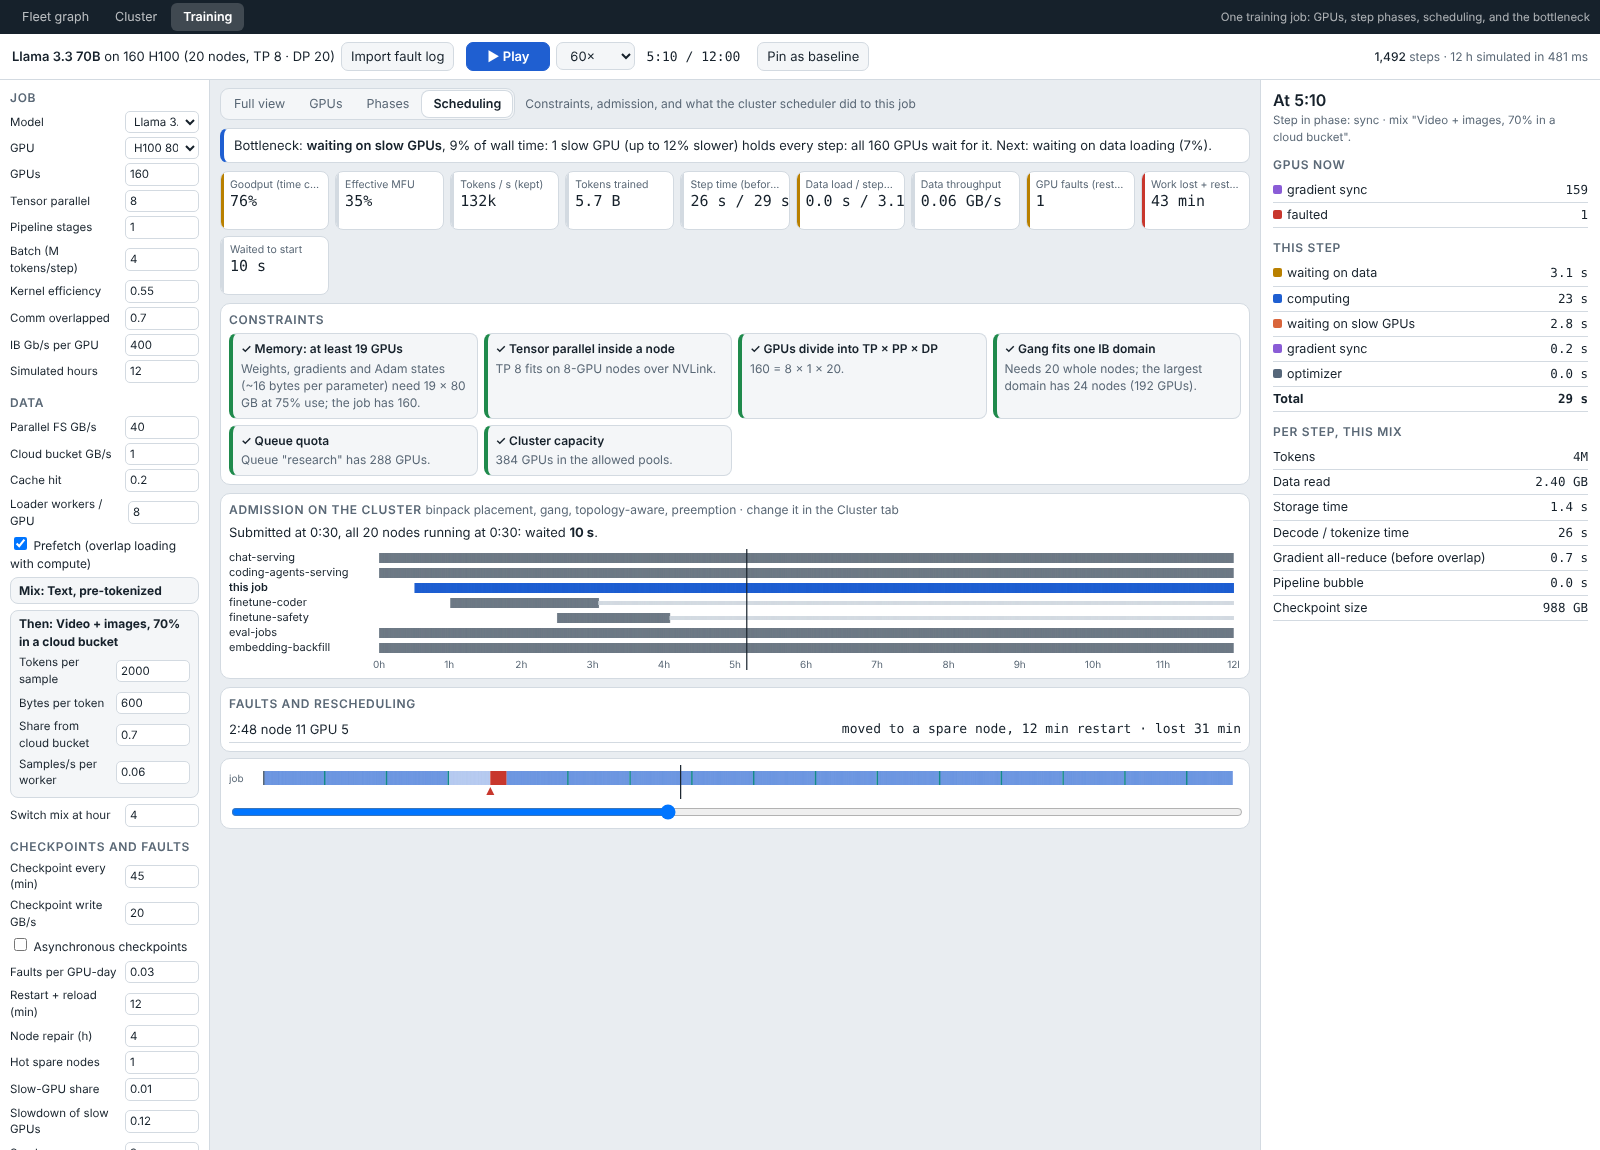 Fleet graph Cluster Training One training job: GPUs, step phases, scheduling, and the bottleneck
Llama 3.3 70B on 160 H100 (20 nodes, TP 8 · DP 20) Import fault log ▶ Play 60× 5:10 / 12:00 Pin as baseline 1,492 steps · 12 h simulated in 481 ms
JOB
Model Llama 3.
GPU H100 80
GPUs 160
Tensor parallel 8
Pipeline stages 1
Batch (M tokens/step) 4
Kernel efficiency 0.55
Comm overlapped 0.7
IB Gb/s per GPU 400
Simulated hours 12
DATA
Parallel FS GB/s 40
Cloud bucket GB/s 1
Cache hit 0.2
Loader workers / GPU 8
Prefetch (overlap loading with compute)
Mix: Text, pre-tokenized
Then: Video + images, 70% in a cloud bucket
Tokens per sample 2000
Bytes per token 600
Share from cloud bucket 0.7
Samples/s per worker 0.06
Switch mix at hour 4
CHECKPOINTS AND FAULTS
Checkpoint every (min) 45
Checkpoint write GB/s 20
Asynchronous checkpoints
Faults per GPU-day 0.03
Restart + reload (min) 12
Node repair (h) 4
Hot spare nodes 1
Slow-GPU share 0.01
Slowdown of slow GPUs 0.12
Full view GPUs Phases Scheduling Constraints, admission, and what the cluster scheduler did to this job
Bottleneck: waiting on slow GPUs, 9% of wall time: 1 slow GPU (up to 12% slower) holds every step: all 160 GPUs wait for it. Next: waiting on data loading (7%).
Goodput (time c... 76%
Effective MFU 35%
Tokens / s (kept) 132k
Tokens trained 5.7 B
Step time (befor... 26 s / 29 s
Data load / step... 0.0 s / 3.1
Data throughput 0.06 GB/s
GPU faults (rest... 1
Work lost + rest... 43 min
Waited to start 10 s
CONSTRAINTS
✓ Memory: at least 19 GPUs
Weights, gradients and Adam states
(~16 bytes per parameter) need 19 × 80
GB at 75% use; the job has 160.
✓ Tensor parallel inside a node
TP 8 fits on 8-GPU nodes over NVLink.
✓ GPUs divide into TP × PP × DP
160 = 8 × 1 × 20.
✓ Gang fits one IB domain
Needs 20 whole nodes; the largest
domain has 24 nodes (192 GPUs).
✓ Queue quota
Queue "research" has 288 GPUs.
✓ Cluster capacity
384 GPUs in the allowed pools.
ADMISSION ON THE CLUSTER binpack placement, gang, topology-aware, preemption · change it in the Cluster tab
Submitted at 0:30, all 20 nodes running at 0:30: waited 10 s.
chat-serving
coding-agents-serving
this job
finetune-coder
finetune-safety
eval-jobs
embedding-backfill
0h 1h 2h 3h 4h 5h 6h 7h 8h 9h 10h 11h 12l
FAULTS AND RESCHEDULING
2:48 node 11 GPU 5 moved to a spare node, 12 min restart · lost 31 min
job
At 5:10
Step in phase: sync · mix "Video + images, 70% in a
cloud bucket".
GPUS NOW
gradient sync 159
faulted 1
THIS STEP
waiting on data 3.1 s
computing 23 s
waiting on slow GPUs 2.8 s
gradient sync 0.2 s
optimizer 0.0 s
Total 29 s
PER STEP, THIS MIX
Tokens 4M
Data read 2.40 GB
Storage time 1.4 s
Decode / tokenize time 26 s
Gradient all-reduce (before overlap) 0.7 s
Pipeline bubble 0.0 s
Checkpoint size 988 GB